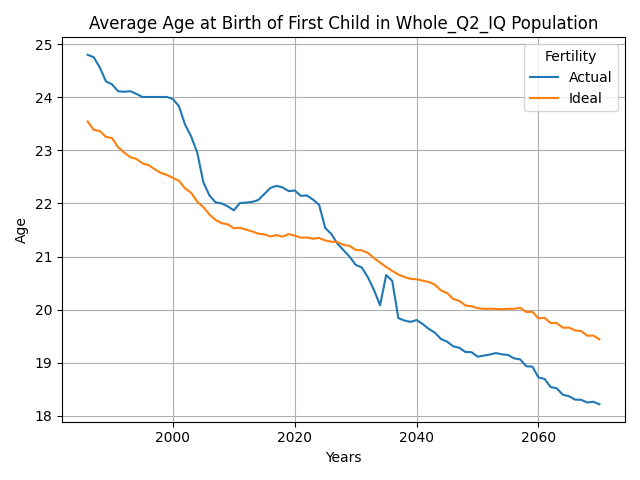 Average Age at Birth of First Child in Whole_Q2_IQ Population
Fertility
Actual
Ideal
Age
25
24
23
22
21
20
19
18
2000
2020
2040
2060
Years